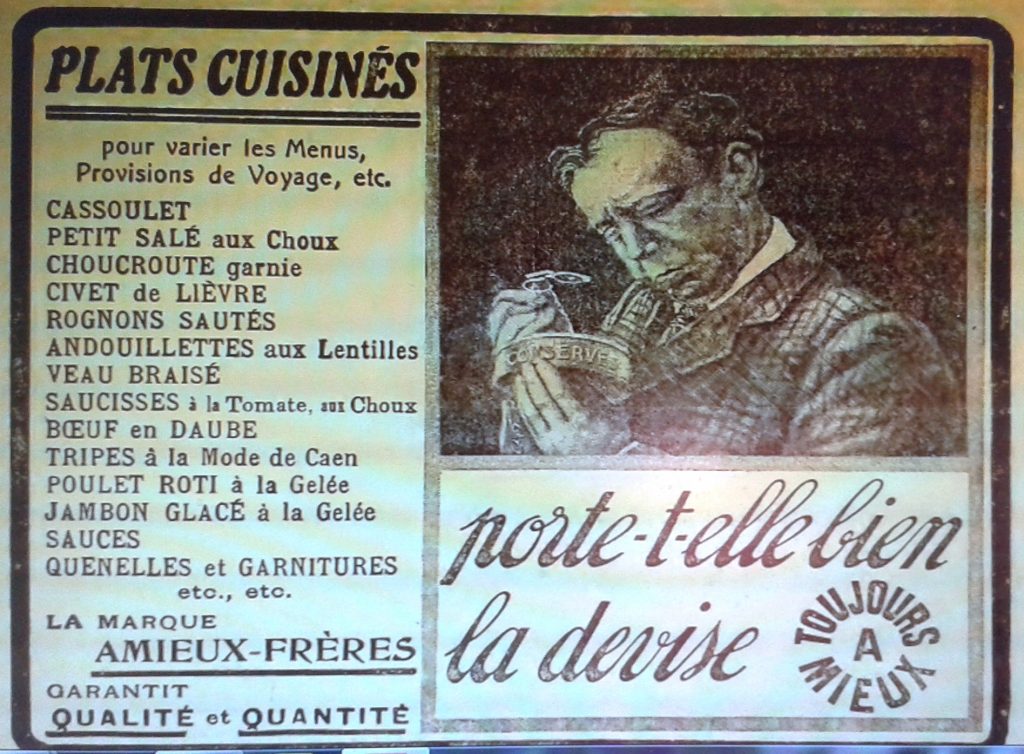 PLATS CUISINÉS
pour varier les Menus,
Provisions de Voyage, etc.
CASSOULET
PETIT SALÉ aux Choux
CHOUCROUTE garnie
CIVET de LIÈVRE
ROGNONS SAUTÉS
ANDOUILLETTES aux Lentilles
VEAU BRAISÉ
SAUCISSES à la Tomate, aux Choux
BŒUF en DAUBE
TRIPES à la Mode de Caen
POULET ROTI à la Gelée
JAMBON GLACÉ à la Gelée
SAUCES
QUENELLES et GARNITURES
etc., etc.
LA MARQUE
AMIEUX-FRÈRES
GARANTIT
QUALITÉ et QUANTITÉ
CONSERVE
porte-t-elle bien
la devise
TOUJOURS
A
MIEUX